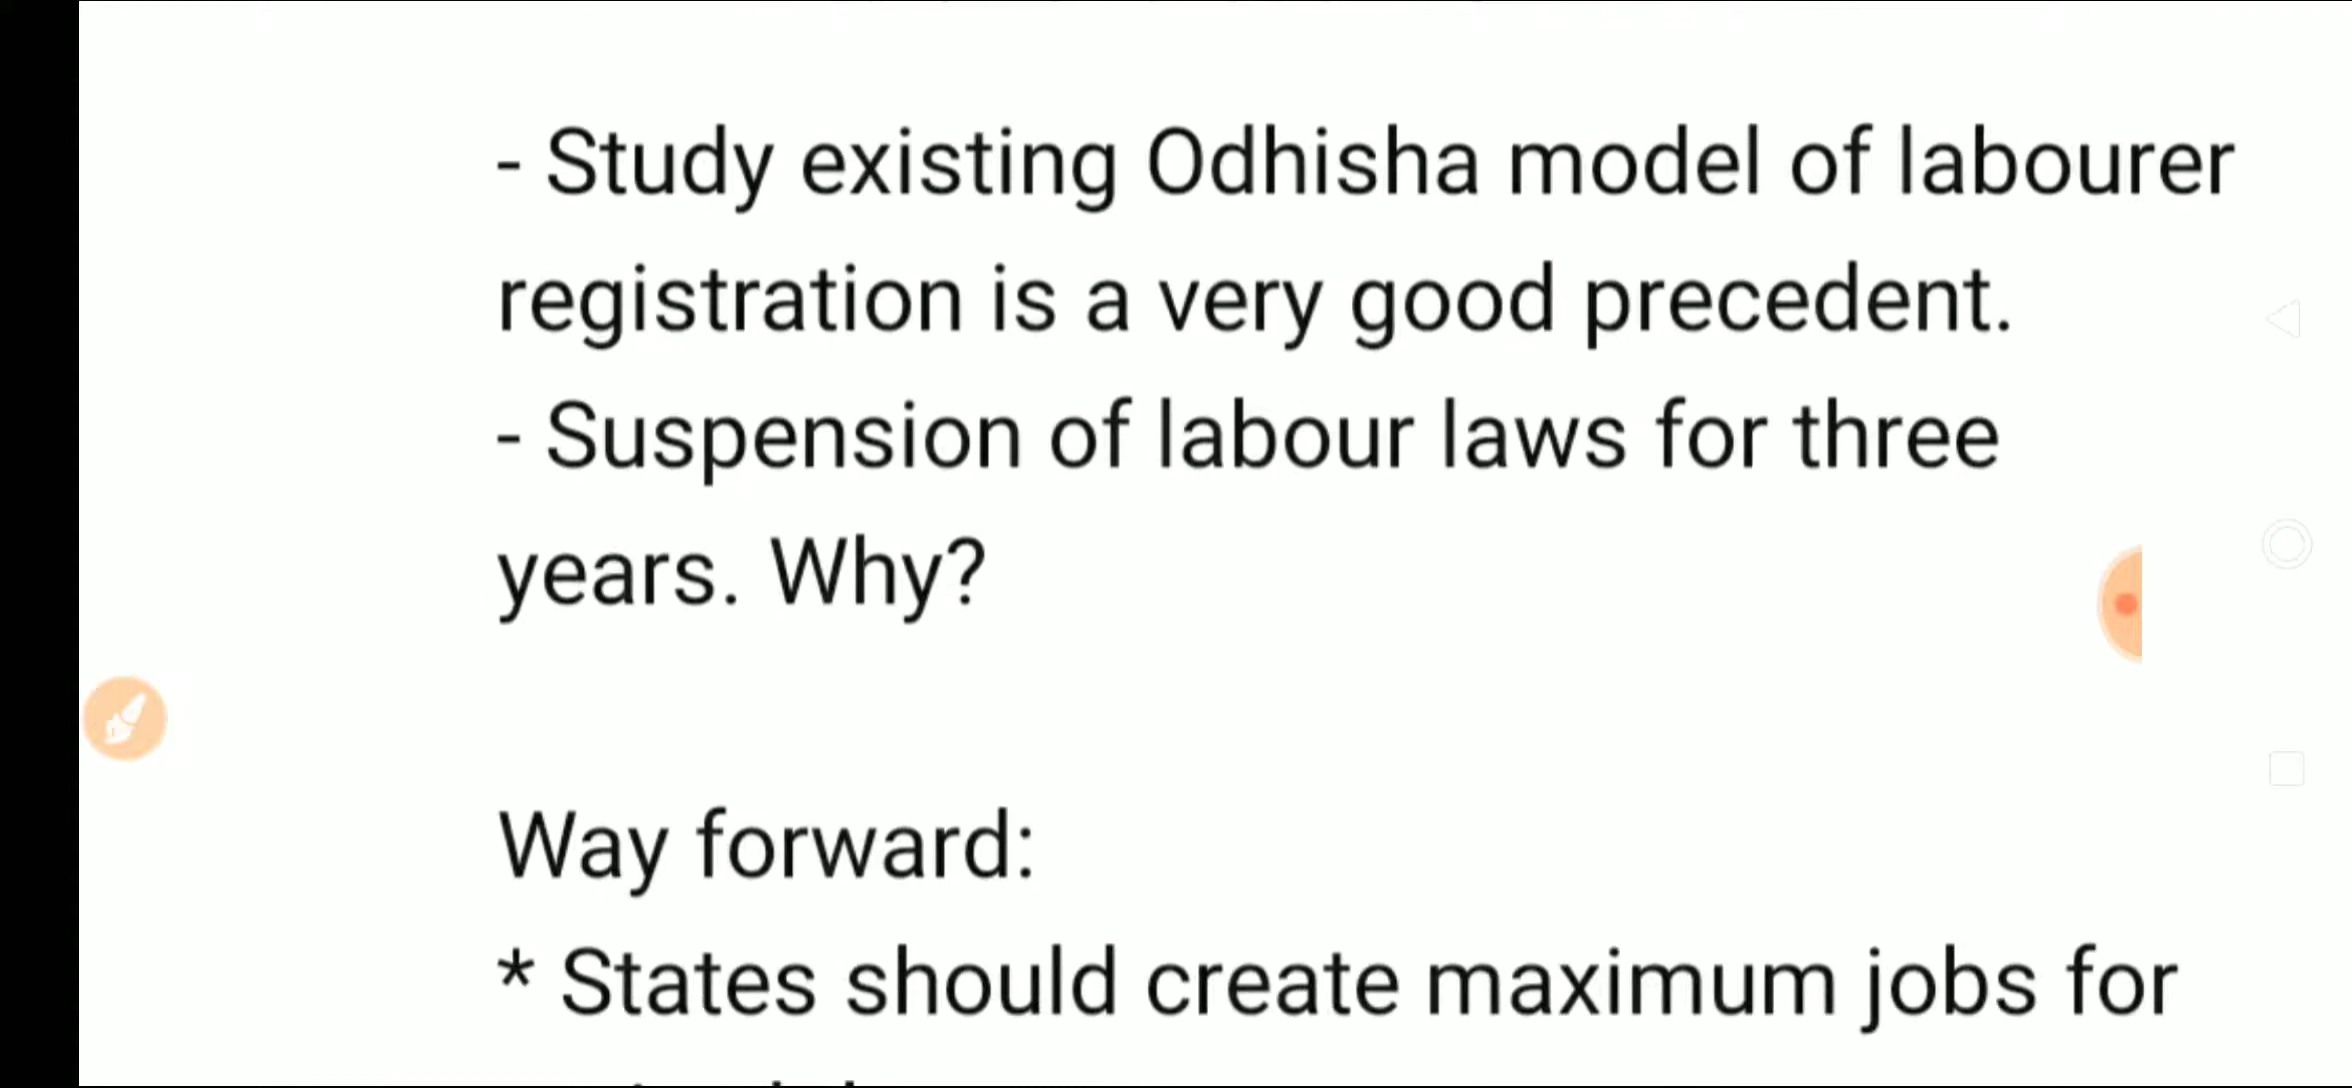 - Study existing Odhisha model of labourer
registration is a very good precedent.
- Suspension of labour laws for three
years. Why?
Way forward:
* States should create maximum jobs for